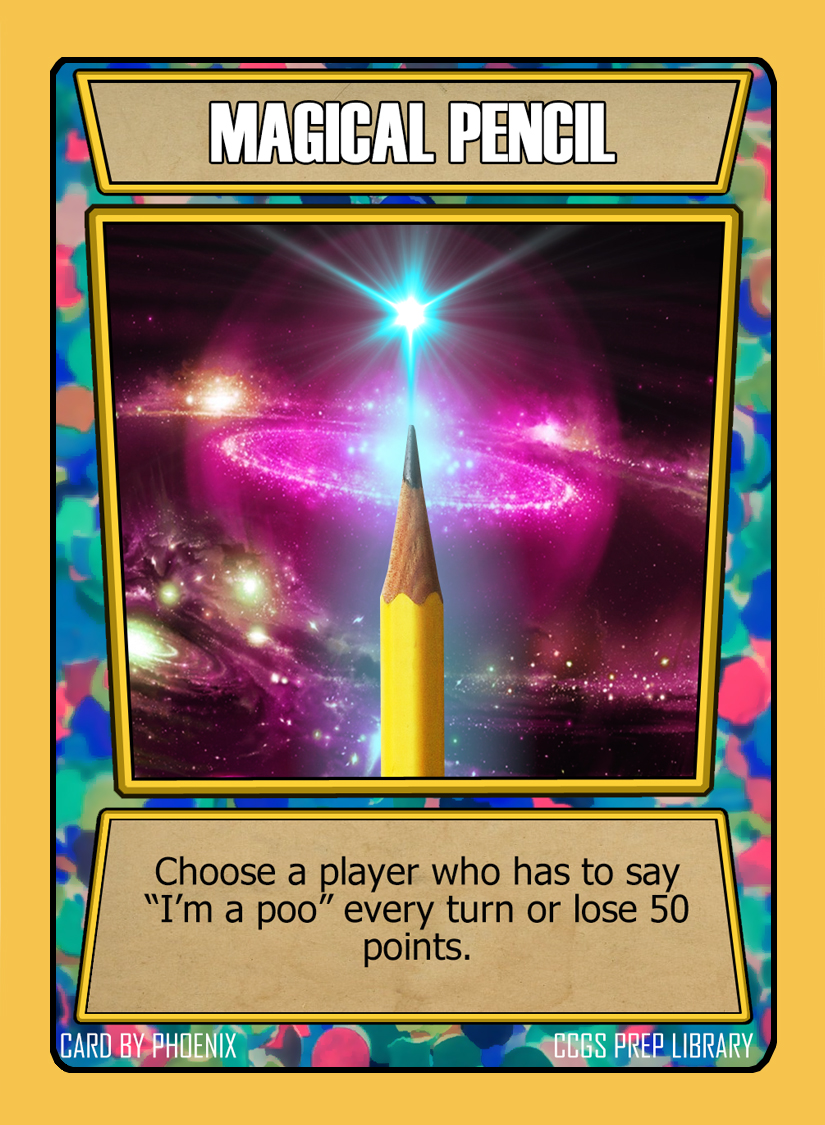 MAGICAL PENCIL
Choose a player who has to say
“I’m a poo” every turn or lose 50
points.
CARD BY PHOENIX
CCGS PREP LIBRARY